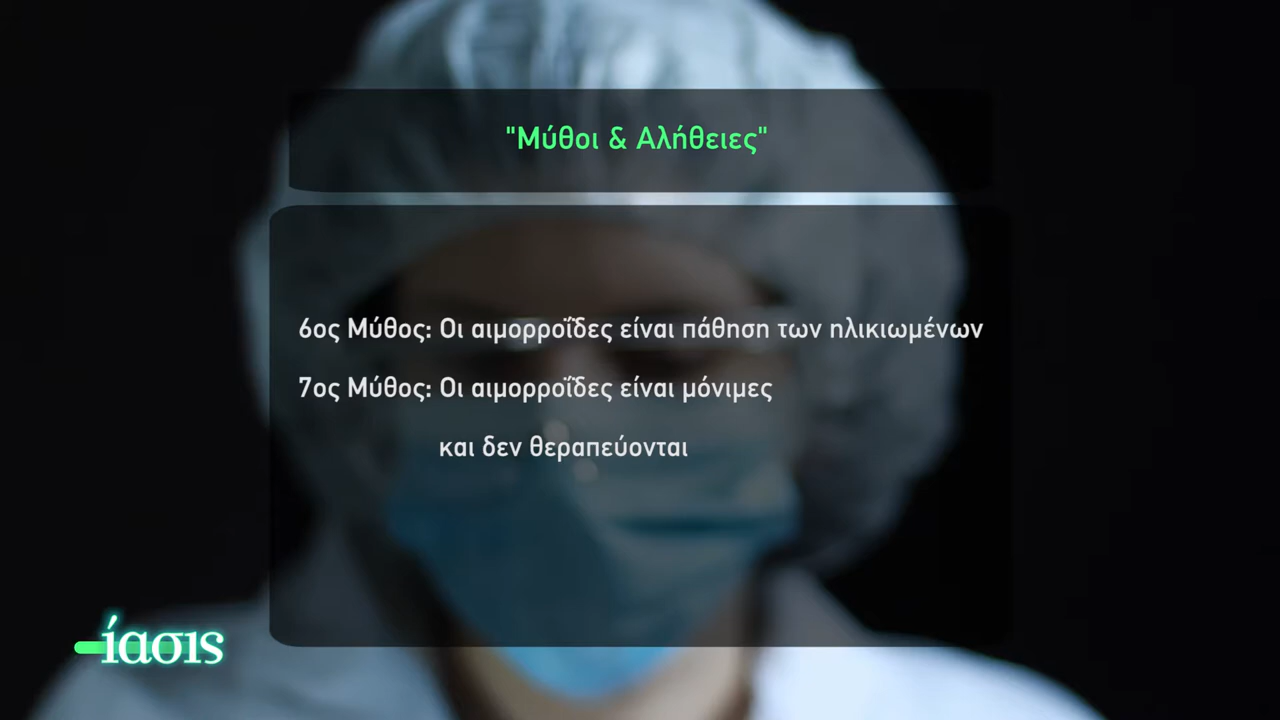 "Μύθοι & Αλήθειες"
6ος Μύθος: Οι αιμορροΐδες είναι πάθηση των ηλικιωμένων
7ος Μύθος: Οι αιμορροΐδες είναι μόνιμες
και δεν θεραπεύονται
ίασις